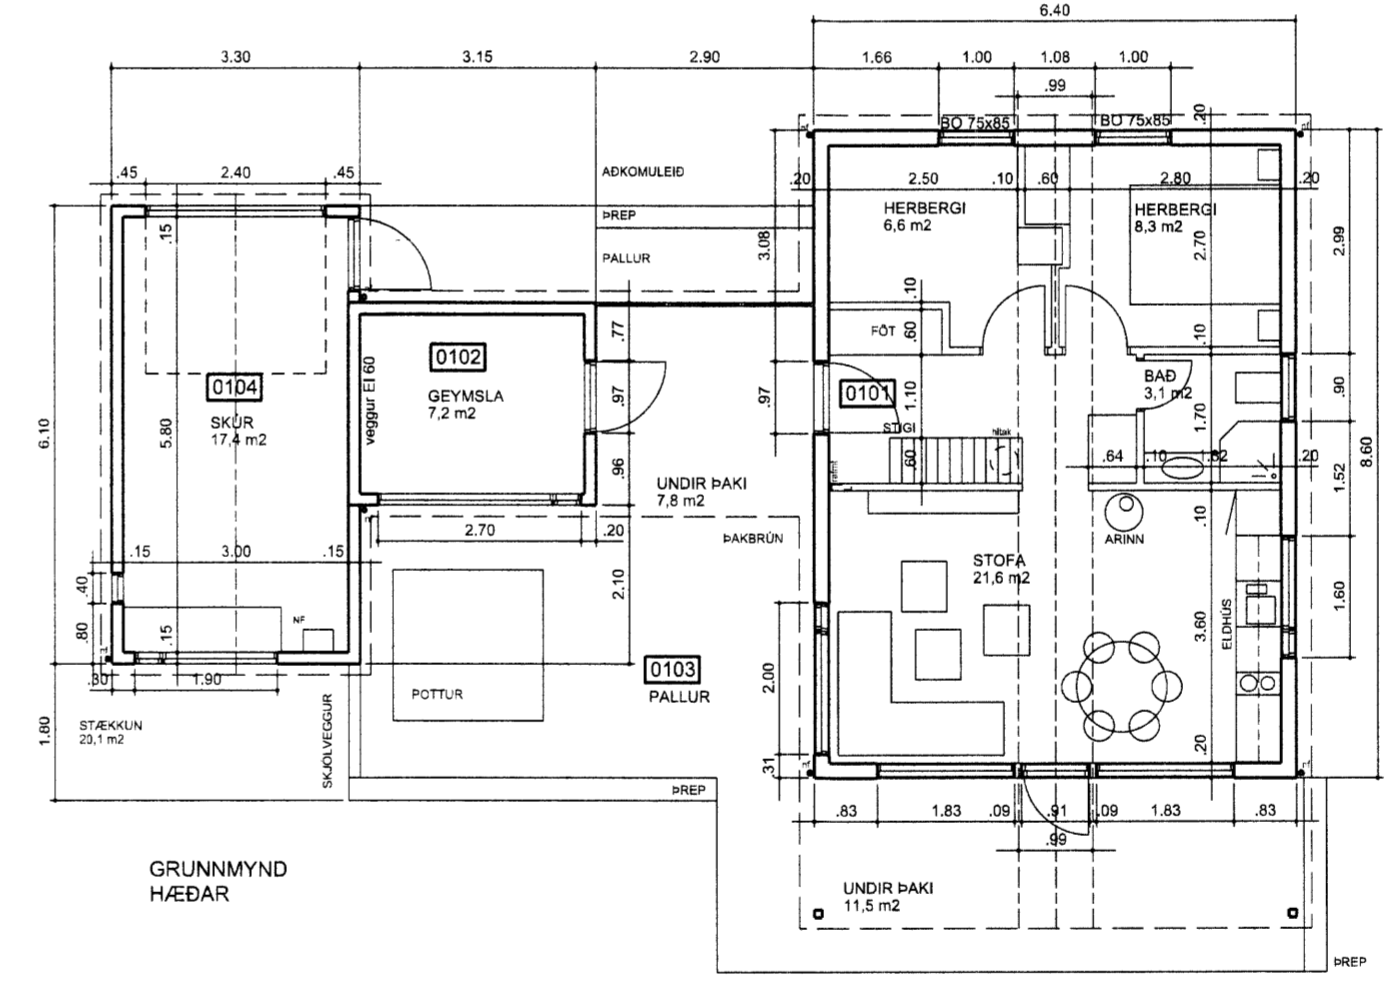 6.40
3.30
3.15
2.90
1.66
1.00
1.08
1.00
.99
BO 75x85
BO 75x85
.20
.45
2.40
.45
AÐKOMULEIÐ
.20
2.50
.10
.60
2.80
.20
ÞREP
HERBERGI
6,6 m2
HERBERGI
8,3 m2
.15
3.08
2.70
2.99
PALLUR
.10
.77
FÖT
.60
.10
0102
veggur EI 60
GEYMSLA
7,2 m2
0104
SKÚR
17,4 m2
.97
.97
0101
1.10
BAÐ
3,1 m2
.90
1.70
6.10
5.80
STIGI
8.60
.96
.60
.64
.10
1.82
.20
1.52
UNDIR ÞAKI
7,8 m2
2.70
.20
ÞAKBRÚN
.10
ARINN
.15
3.00
.15
STOFA
21,6 m2
.40
2.10
1.60
ELDHÚS
3.60
.80
.15
NF
0103
PALLUR
2.00
.30
1.90
POTTUR
STÆKKUN
20,1 m2
1.80
SKJÓLVEGGUR
.20
nf
.31
ÞREP
.83
1.83
.09
.91
.09
1.83
.83
.99
GRUNNMYND
HÆÐAR
UNDIR ÞAKI
11,5 m2
ÞREP